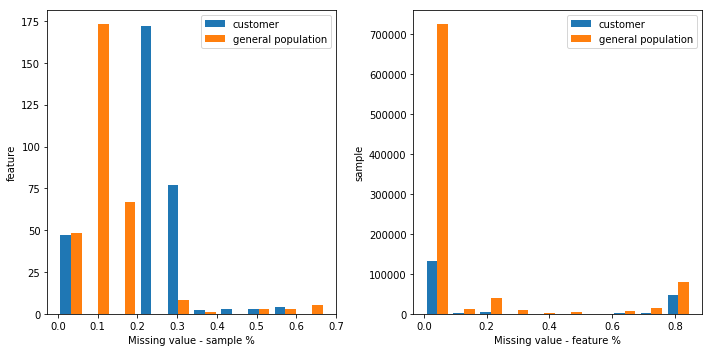 customer
general population
175
150
125
100
75
50
25
0
feature
0.0 0.1 0.2 0.3 0.4 0.5 0.6 0.7
Missing value - sample %
customer
general population
700000
600000
500000
400000
300000
200000
100000
0
sample
0.0 0.2 0.4 0.6 0.8
Missing value - feature %